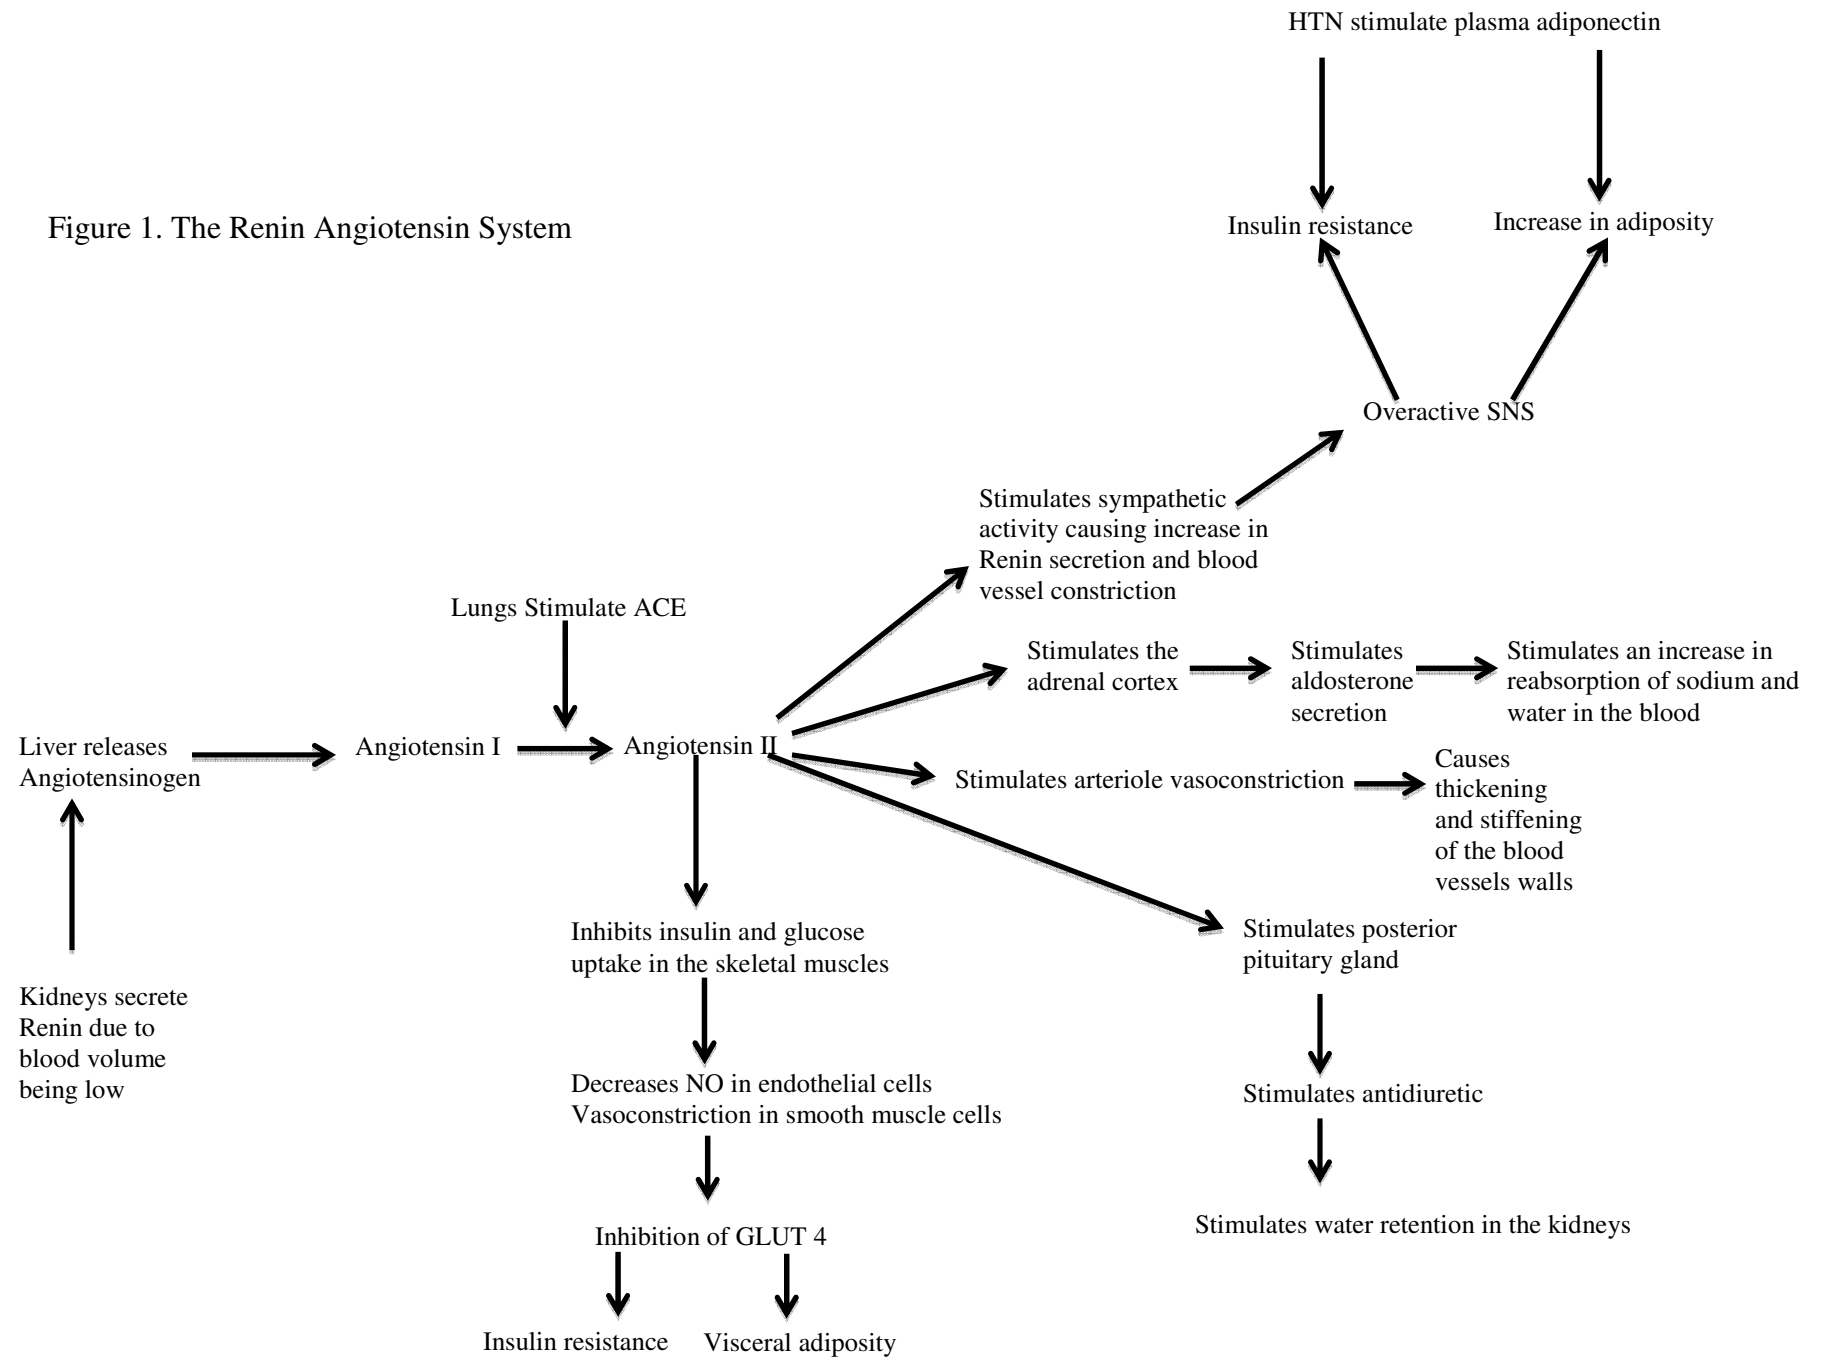 HTN stimulate plasma adiponectin
Figure 1. The Renin Angiotensin System
Insulin resistance
Increase in adiposity
Overactive SNS
Stimulates sympathetic
activity causing increase in
Renin secretion and blood
vessel constriction
Lungs Stimulate ACE
Stimulates the
adrenal cortex
Stimulates
aldosterone
secretion
Stimulates an increase in
reabsorption of sodium and
water in the blood
Liver releases
Angiotensinogen
Angiotensin I
Angiotensin II
Stimulates arteriole vasoconstriction
Causes
thickening
and stiffening
of the blood
vessels walls
Inhibits insulin and glucose
uptake in the skeletal muscles
Stimulates posterior
pituitary gland
Kidneys secrete
Renin due to
blood volume
being low
Decreases NO in endothelial cells
Vasoconstriction in smooth muscle cells
Stimulates antidiuretic
Inhibition of GLUT 4
Stimulates water retention in the kidneys
Insulin resistance
Visceral adiposity